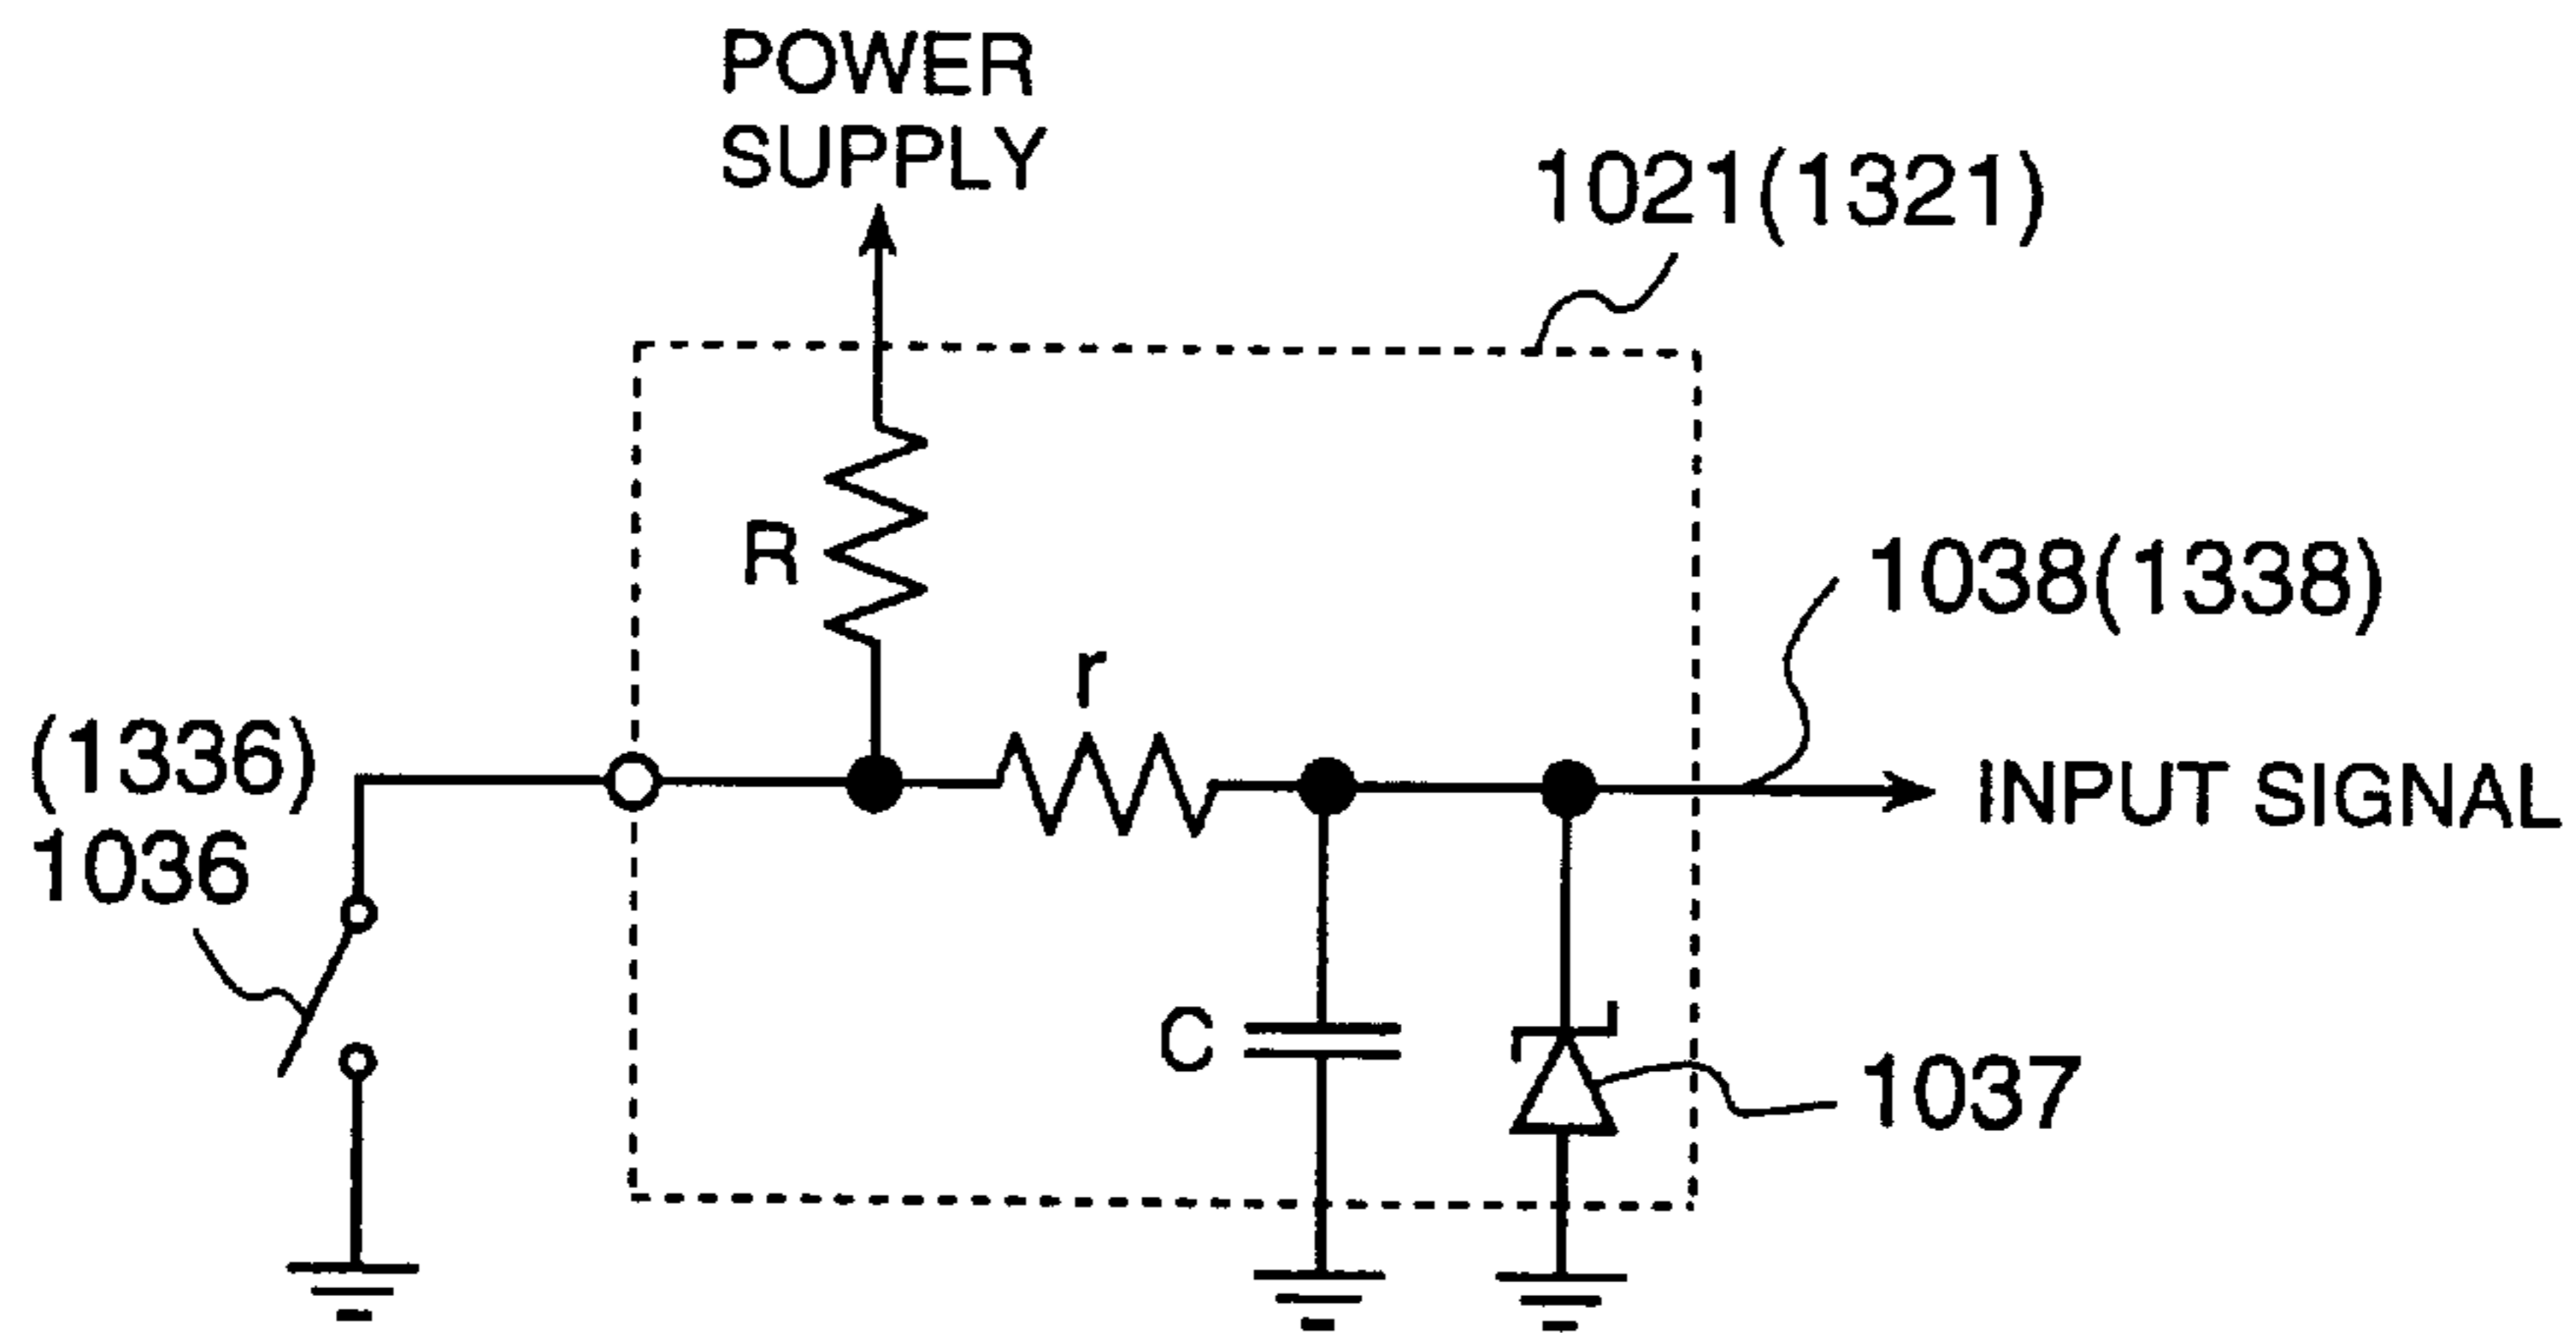 POWER
SUPPLY
1021(1321)
R
1038(1338)
r
(1336)
1036
INPUT SIGNAL
C
1037